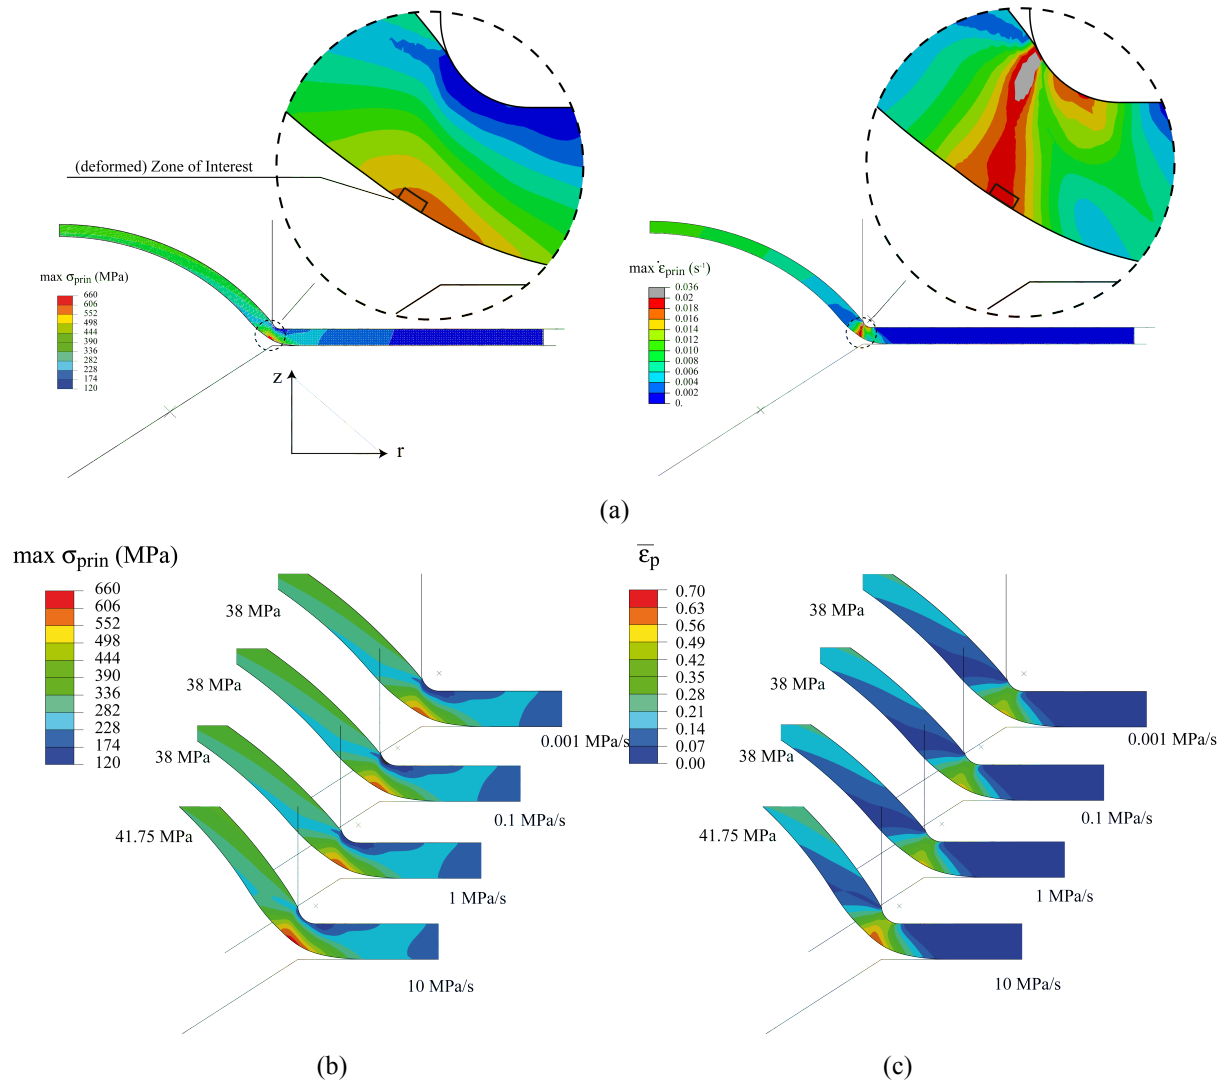 (deformed) Zone of Interest
max σprin (MPa)
660
606
552
498
444
390
336
282
228
174
120
z
r
max ε̇prin (s⁻¹)
0.036
0.02
0.018
0.016
0.014
0.012
0.010
0.008
0.006
0.004
0.002
0.
(a)
max σprin (MPa)
660
606
552
498
444
390
336
282
228
174
120
38 MPa
38 MPa
38 MPa
41.75 MPa
0.001 MPa/s
0.1 MPa/s
1 MPa/s
10 MPa/s
(b)
ε̅p
0.70
0.63
0.56
0.49
0.42
0.35
0.28
0.21
0.14
0.07
0.00
38 MPa
38 MPa
38 MPa
41.75 MPa
0.001 MPa/s
0.1 MPa/s
1 MPa/s
10 MPa/s
(c)